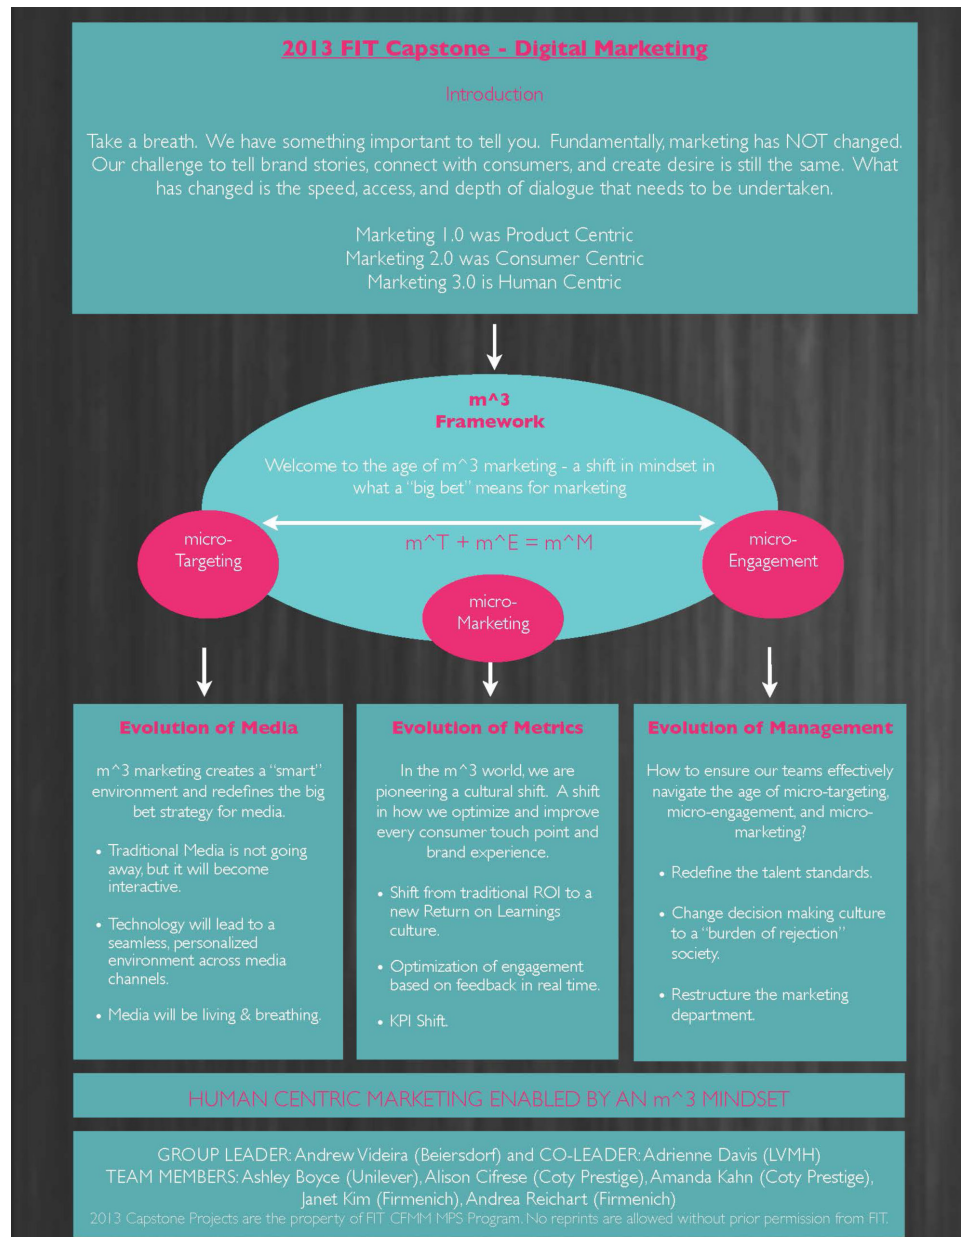 2013 FIT Capstone - Digital Marketing
Introduction
Take a breath. We have something important to tell you. Fundamentally, marketing has NOT changed.
Our challenge to tell brand stories, connect with consumers, and create desire is still the same. What
has changed is the speed, access, and depth of dialogue that needs to be undertaken.
Marketing 1.0 was Product Centric
Marketing 2.0 was Consumer Centric
Marketing 3.0 is Human Centric
m^3
Framework
Welcome to the age of m^3 marketing - a shift in mindset in
what a "big bet" means for marketing
m^T + m^E = m^M
micro-
Targeting
micro-
Marketing
micro-
Engagement
Evolution of Media
m^3 marketing creates a "smart"
environment and redefines the big
bet strategy for media.
• Traditional Media is not going
away, but it will become
interactive.
• Technology will lead to a
seamless, personalized
environment across media
channels.
• Media will be living & breathing.
Evolution of Metrics
In the m^3 world, we are
pioneering a cultural shift. A shift
in how we optimize and improve
every consumer touch point and
brand experience.
• Shift from traditional ROI to a
new Return on Learnings
culture.
• Optimization of engagement
based on feedback in real time.
• KPI Shift.
Evolution of Management
How to ensure our teams effectively
navigate the age of micro-targeting,
micro-engagement, and micro-
marketing?
• Redefine the talent standards.
• Change decision making culture
to a "burden of rejection"
society.
• Restructure the marketing
department.
HUMAN CENTRIC MARKETING ENABLED BY AN m^3 MINDSET
GROUP LEADER: Andrew Videira (Beiersdorf) and CO-LEADER: Adrienne Davis (LVMH)
TEAM MEMBERS: Ashley Boyce (Unilever), Alison Cifrese (Coty Prestige), Amanda Kahn (Coty Prestige),
Janet Kim (Firmenich), Andrea Reichart (Firmenich)
2013 Capstone Projects are the property of FIT CFMM MPS Program. No reprints are allowed without prior permission from FIT.